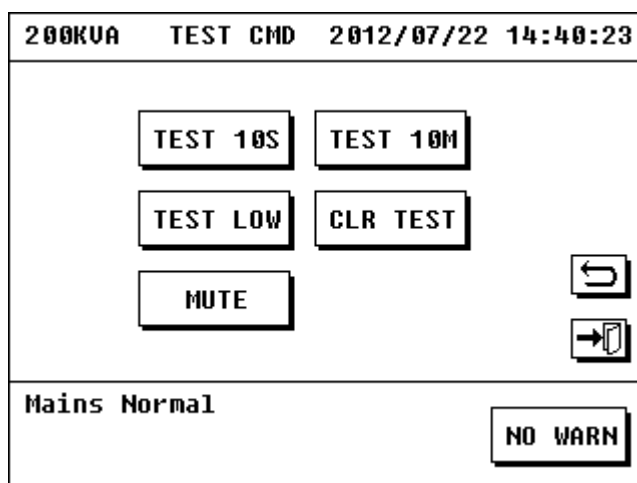 200KVA TEST CMD 2012/07/22 14:40:23
TEST 10S TEST 10M
TEST LOW CLR TEST
MUTE
Mains Normal
NO WARN